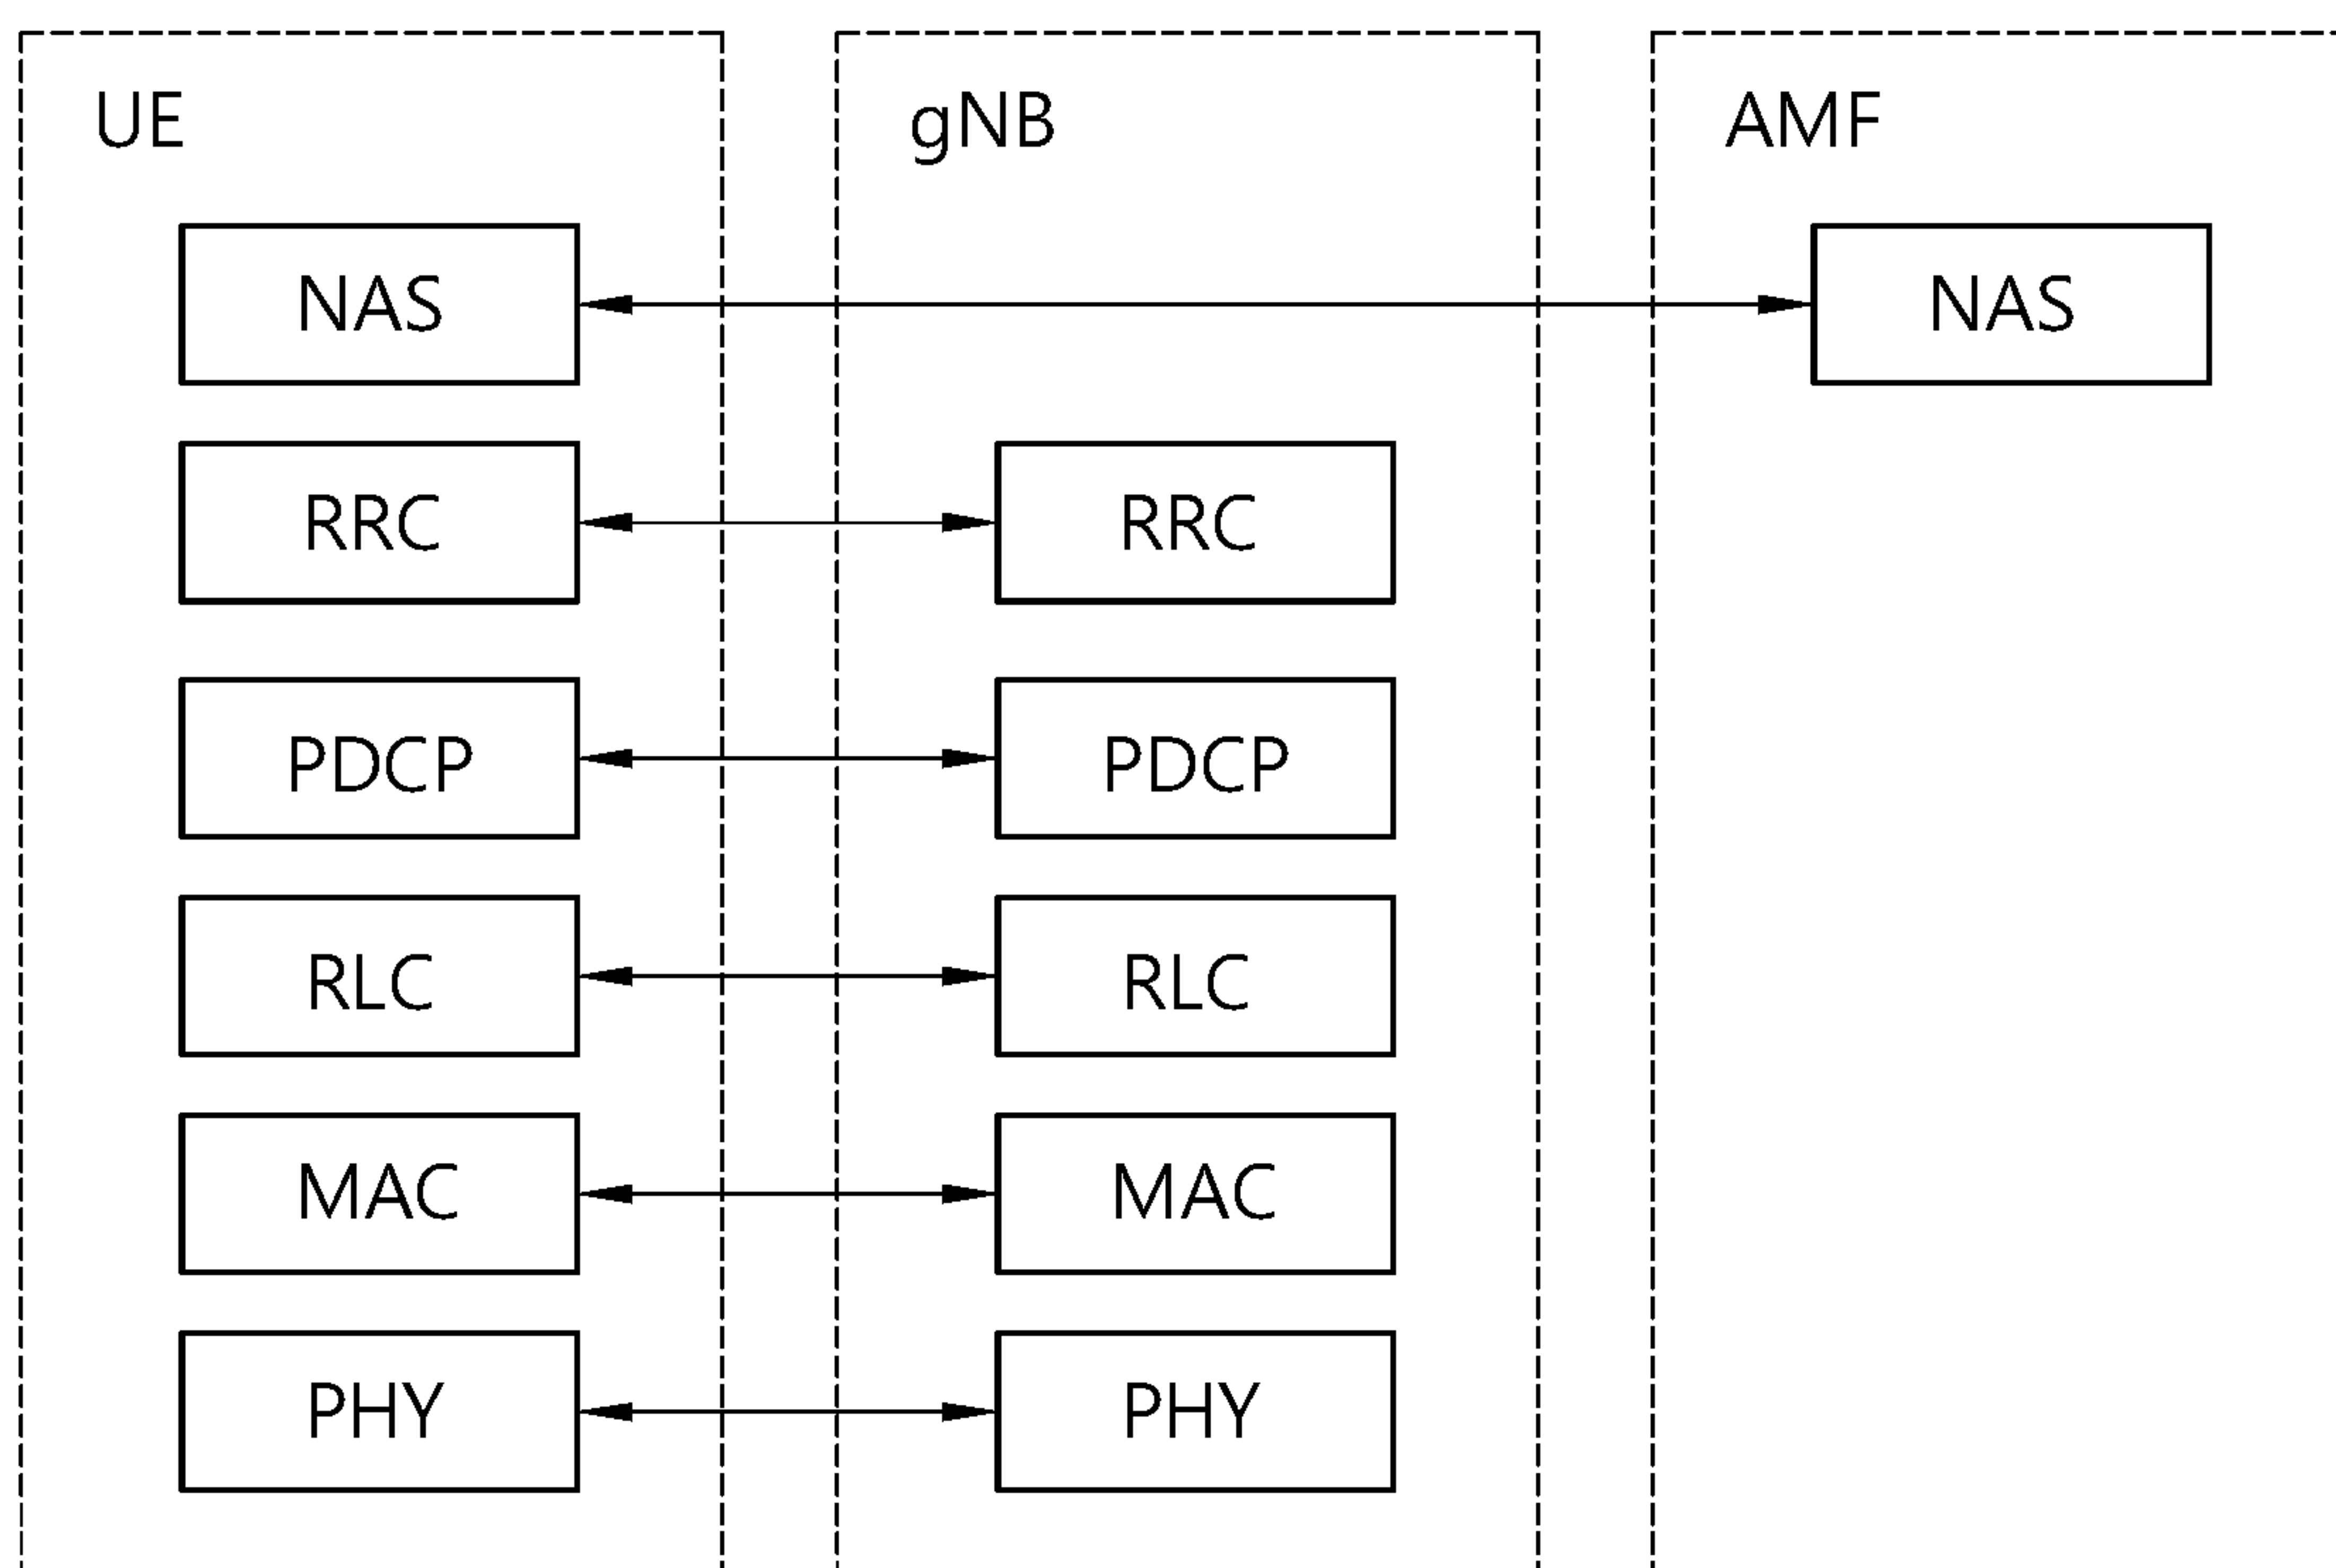 UE
gNB
AMF
NAS
NAS
RRC
RRC
PDCP
PDCP
RLC
RLC
MAC
MAC
PHY
PHY